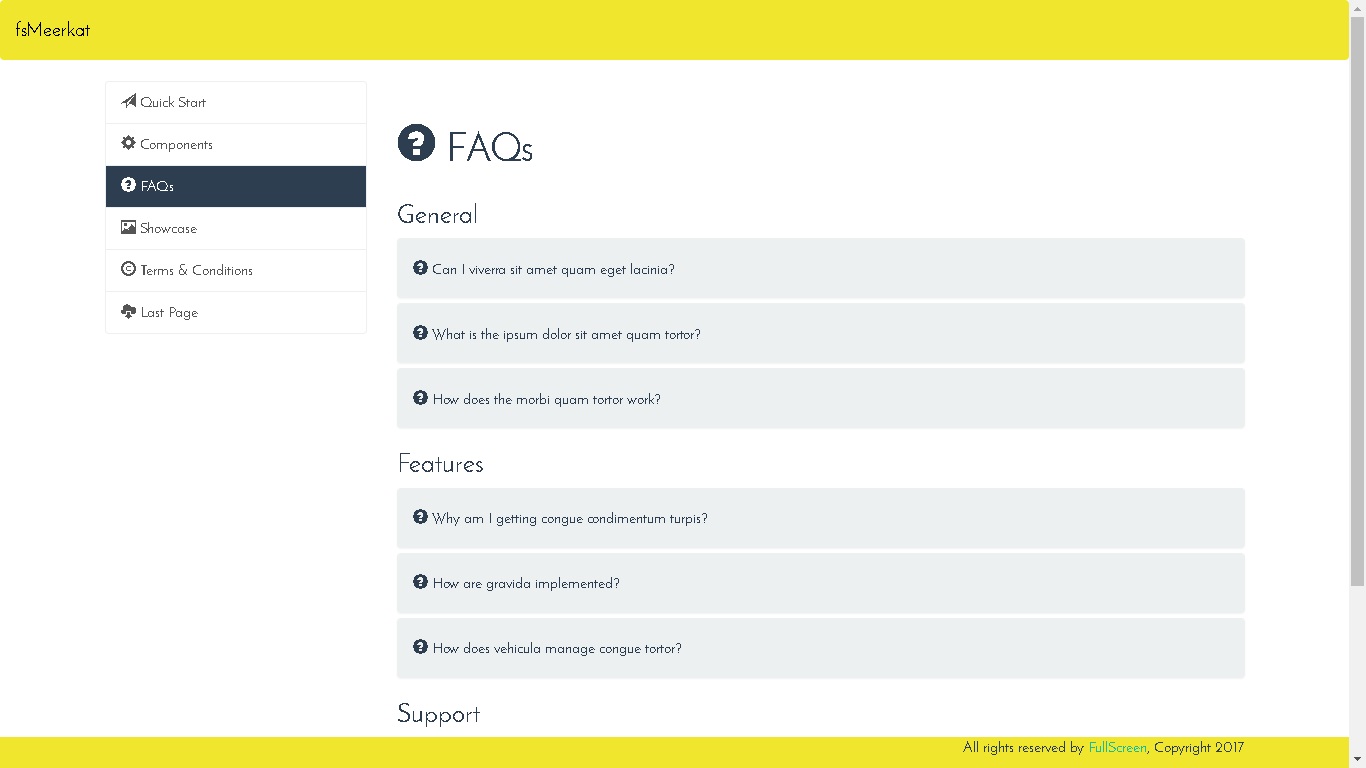 fsMeerkat
Quick Start
Components
FAQs
Showcase
Terms & Conditions
Last Page
FAQs
General
Can I viverra sit amet quam eget lacinia?
What is the ipsum dolor sit amet quam tortor?
How does the morbi quam tortor work?
Features
Why am I getting congue condimentum turpis?
How are gravida implemented?
How does vehicula manage congue tortor?
Support
All rights reserved by FullScreen, Copyright 2017